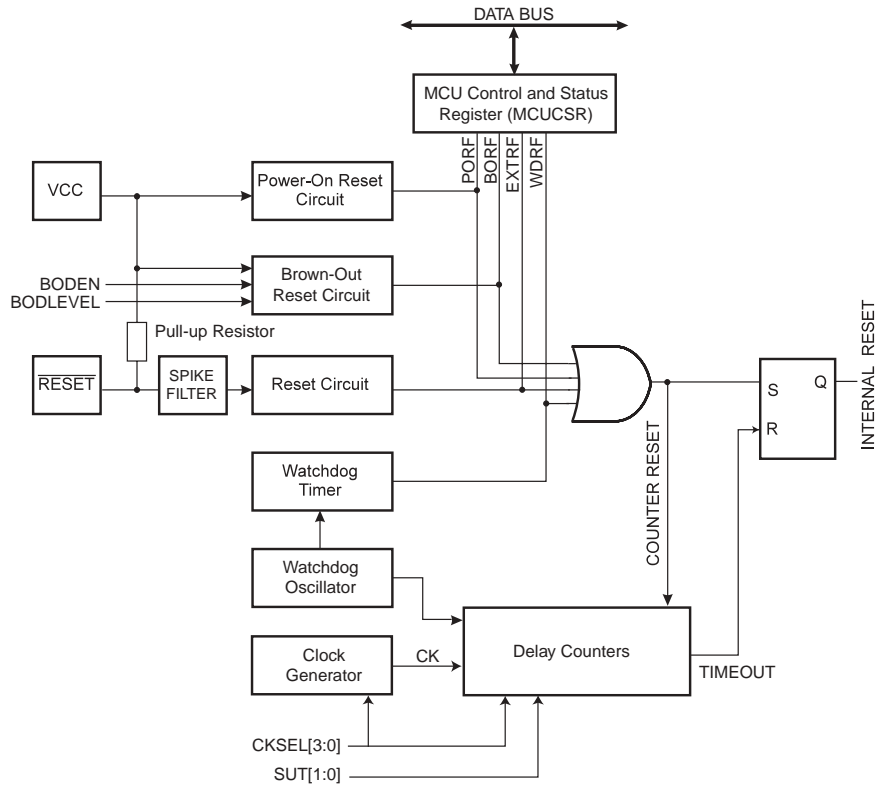 DATA BUS
MCU Control and Status
Register (MCUCSR)
PORF
BORF
EXTRF
WDRF
VCC
Power-On Reset
Circuit
BODEN
BODLEVEL
Brown-Out
Reset Circuit
Pull-up Resistor
RESET
SPIKE
FILTER
Reset Circuit
S
Q
R
INTERNAL RESET
Watchdog
Timer
COUNTER RESET
Watchdog
Oscillator
Clock
Generator
CK
Delay Counters
TIMEOUT
CKSEL[3:0]
SUT[1:0]